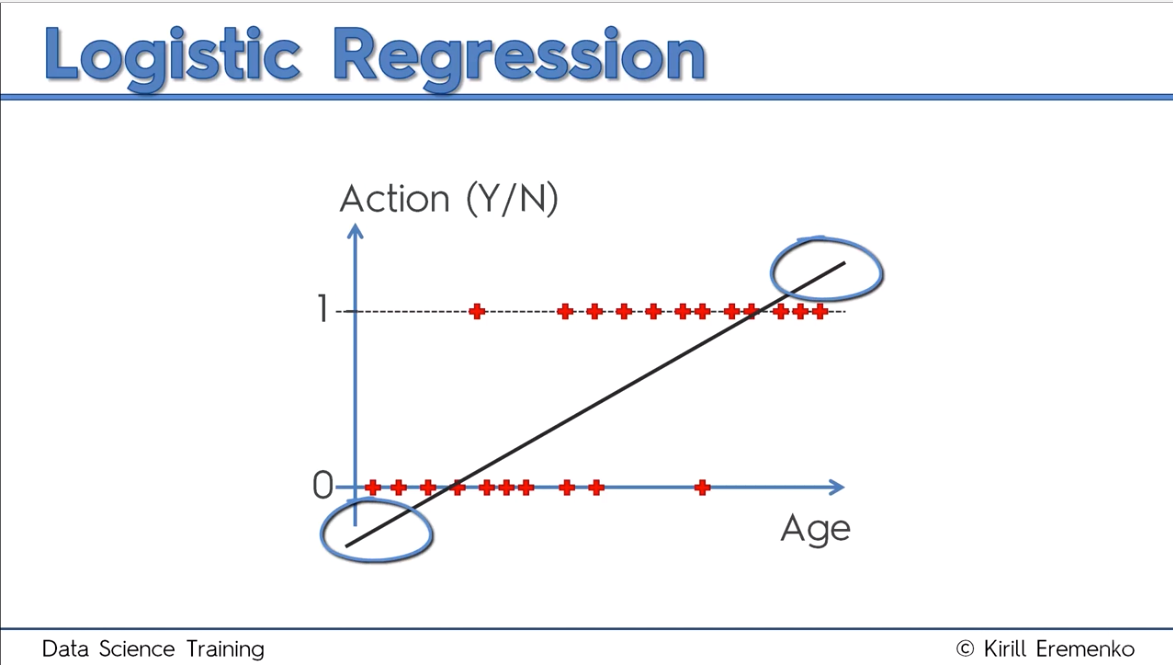 Logistic Regression
Action (Y/N)
1
0
Age
Data Science Training
© Kirill Eremenko